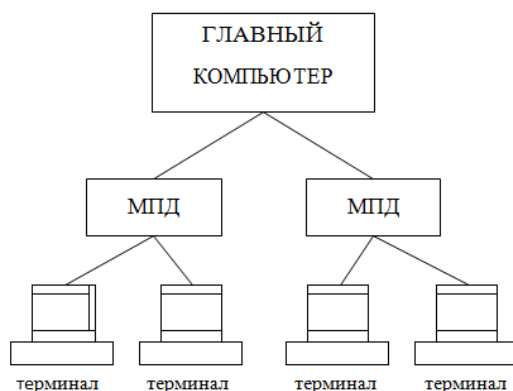 ГЛАВНЫЙ
КОМПЬЮТЕР
МПД
МПД
терминал
терминал
терминал
терминал